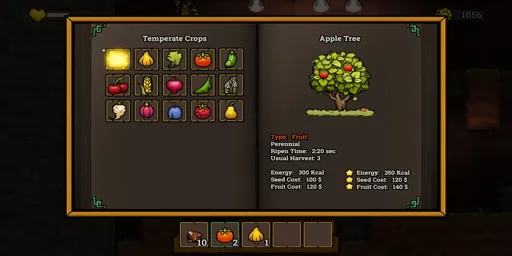 1056
Temperate Crops
Apple Tree
Type: Fruit
Perennial
Ripen Time: 2:20 sec
Usual Harvest: 3
Energy: 300 Kcal
Seed Cost: 100 $
Fruit Cost: 120 $
Energy: 350 Kcal
Seed Cost: 120 $
Fruit Cost: 140 $
10
2
1